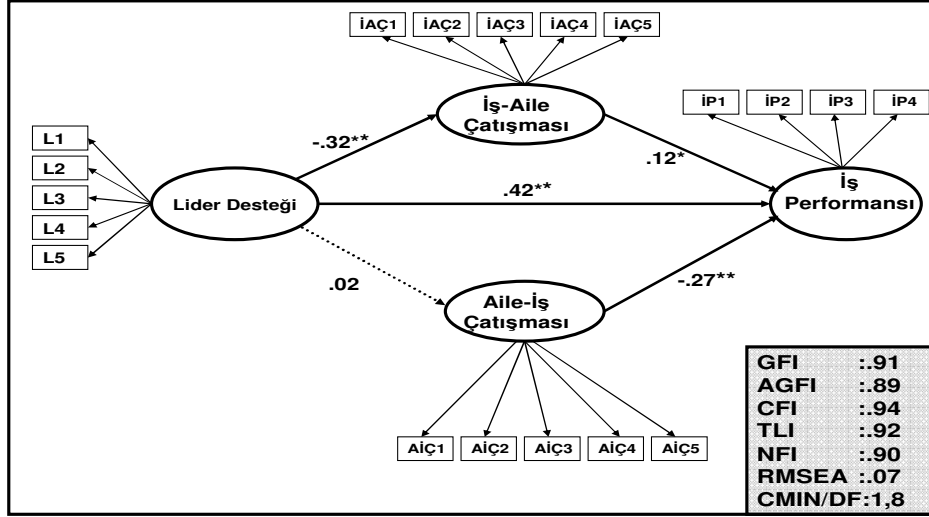 İAÇ1 İAÇ2 İAÇ3 İAÇ4 İAÇ5
İş-Aile
Çatışması
İP1 İP2 İP3 İP4
L1
L2
L3
L4
L5
-.32**
.12*
Lider Desteği
.42**
İş
Performansı
.02
-.27**
Aile-İş
Çatışması
AİÇ1 AİÇ2 AİÇ3 AİÇ4 AİÇ5
GFI :.91
AGFI :.89
CFI :.94
TLI :.92
NFI :.90
RMSEA :.07
CMIN/DF:1,8